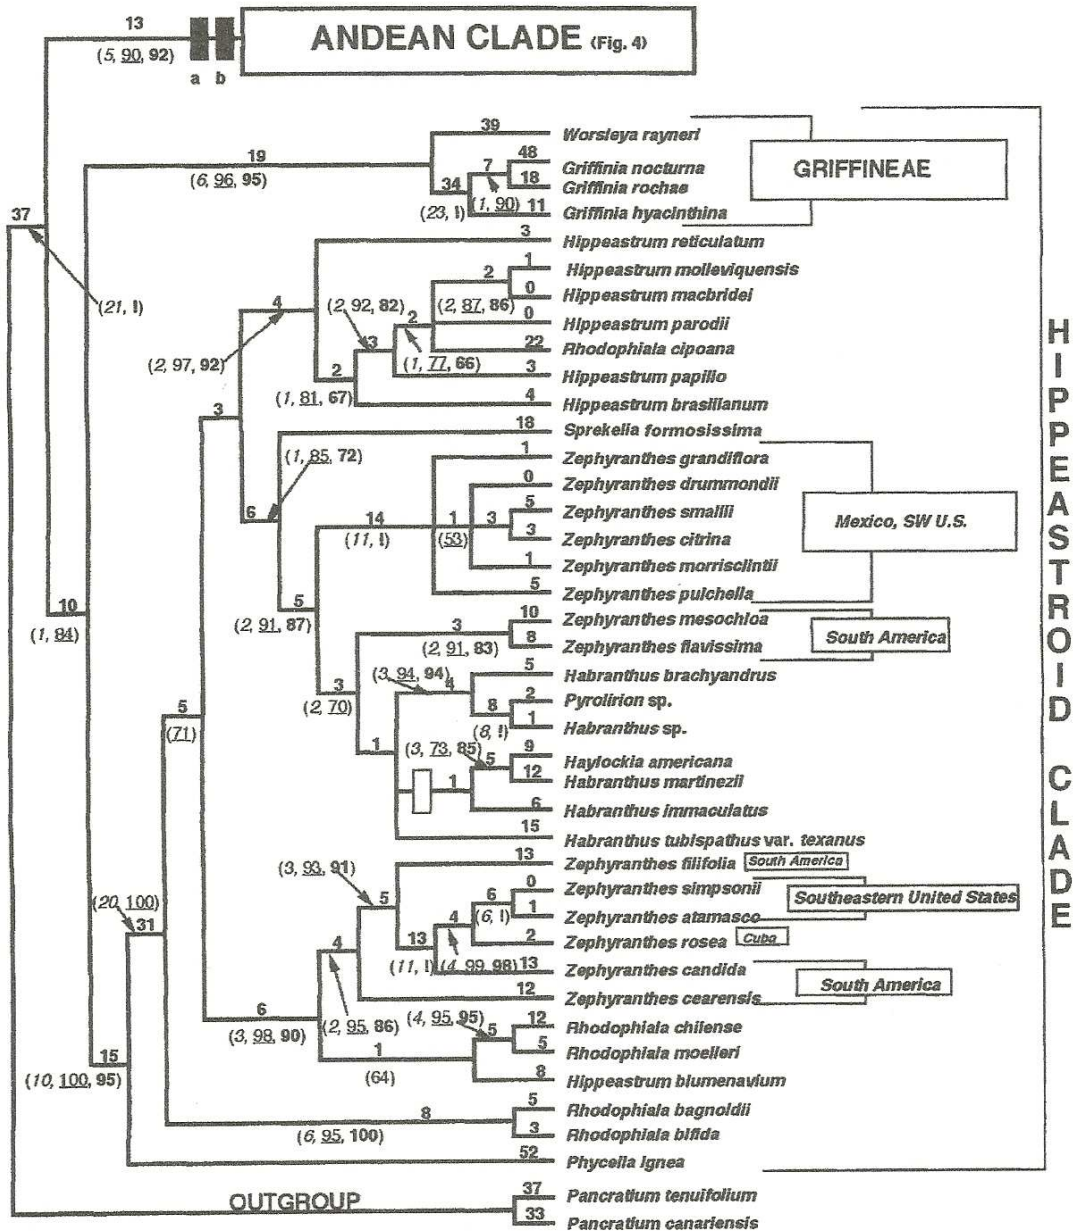 13
ANDEAN CLADE (Fig. 4)
(5, 90, 92)
a b
39
Worsleya rayneri
19
48
Griffinia nocturna
GRIFFINEAE
7
(6, 96, 95)
18
Griffinia rochae
34
(1, 90)
11
Griffinia hyacinthina
37
(23, !)
3
Hippeastrum reticulatum
1
Hippeastrum molleviquensis
2
0
Hippeastrum macbridei
(21, !)
4
(2, 92, 82)
(2, 87, 86)
0
Hippeastrum parodii
2
13
22
Rhodophiala cipoana
(2, 97, 92)
(1, 77, 66)
3
Hippeastrum papilio
2
(1, 81, 67)
4
Hippeastrum brasilianum
3
18
Sprekelia formosissima
(1, 85, 72)
1
Zephyranthes grandiflora
0
Zephyranthes drummondii
6
14
1
3
5
Zephyranthes smallii
Mexico, SW U.S.
(11, !)
(53)
3
Zephyranthes citrina
1
Zephyranthes morrisclintii
5
Zephyranthes pulchella
10
5
10
Zephyranthes mesochloa
(1, 84)
(2, 91, 87)
3
South America
(2, 91, 83)
8
Zephyranthes flavissima
(3, 94, 94)
4
5
Habranthus brachyandrus
3
2
Pyrolirion sp.
5
(2, 70)
8
1
Habranthus sp.
(71)
(8, !)
1
(3, 73, 85)
5
9
Haylockia americana
1
12
Habranthus martinezii
6
Habranthus immaculatus
15
Habranthus tubispathus var. texanus
13
Zephyranthes filifolia
South America
(3, 93, 91)
5
0
Zephyranthes simpsonii
Southeastern United States
(20, 100)
6
1
Zephyranthes atamasco
31
4
(6, !)
4
13
2
Zephyranthes rosea
Cuba
(11, !)
(4, 99, 98)
13
Zephyranthes candida
South America
12
Zephyranthes cearensis
6
(3, 98, 90)
(2, 95, 86)
(4, 95, 95)
5
12
Rhodophiala chilense
15
1
5
Rhodophiala moelleri
(10, 100, 95)
(64)
8
Hippeastrum blumenavium
8
5
Rhodophiala bagnoldii
(6, 95, 100)
3
Rhodophiala bifida
52
Phycella ignea
OUTGROUP
37
Pancratium tenuifolium
33
Pancratium canariensis
HIPPEASTROID CLADE